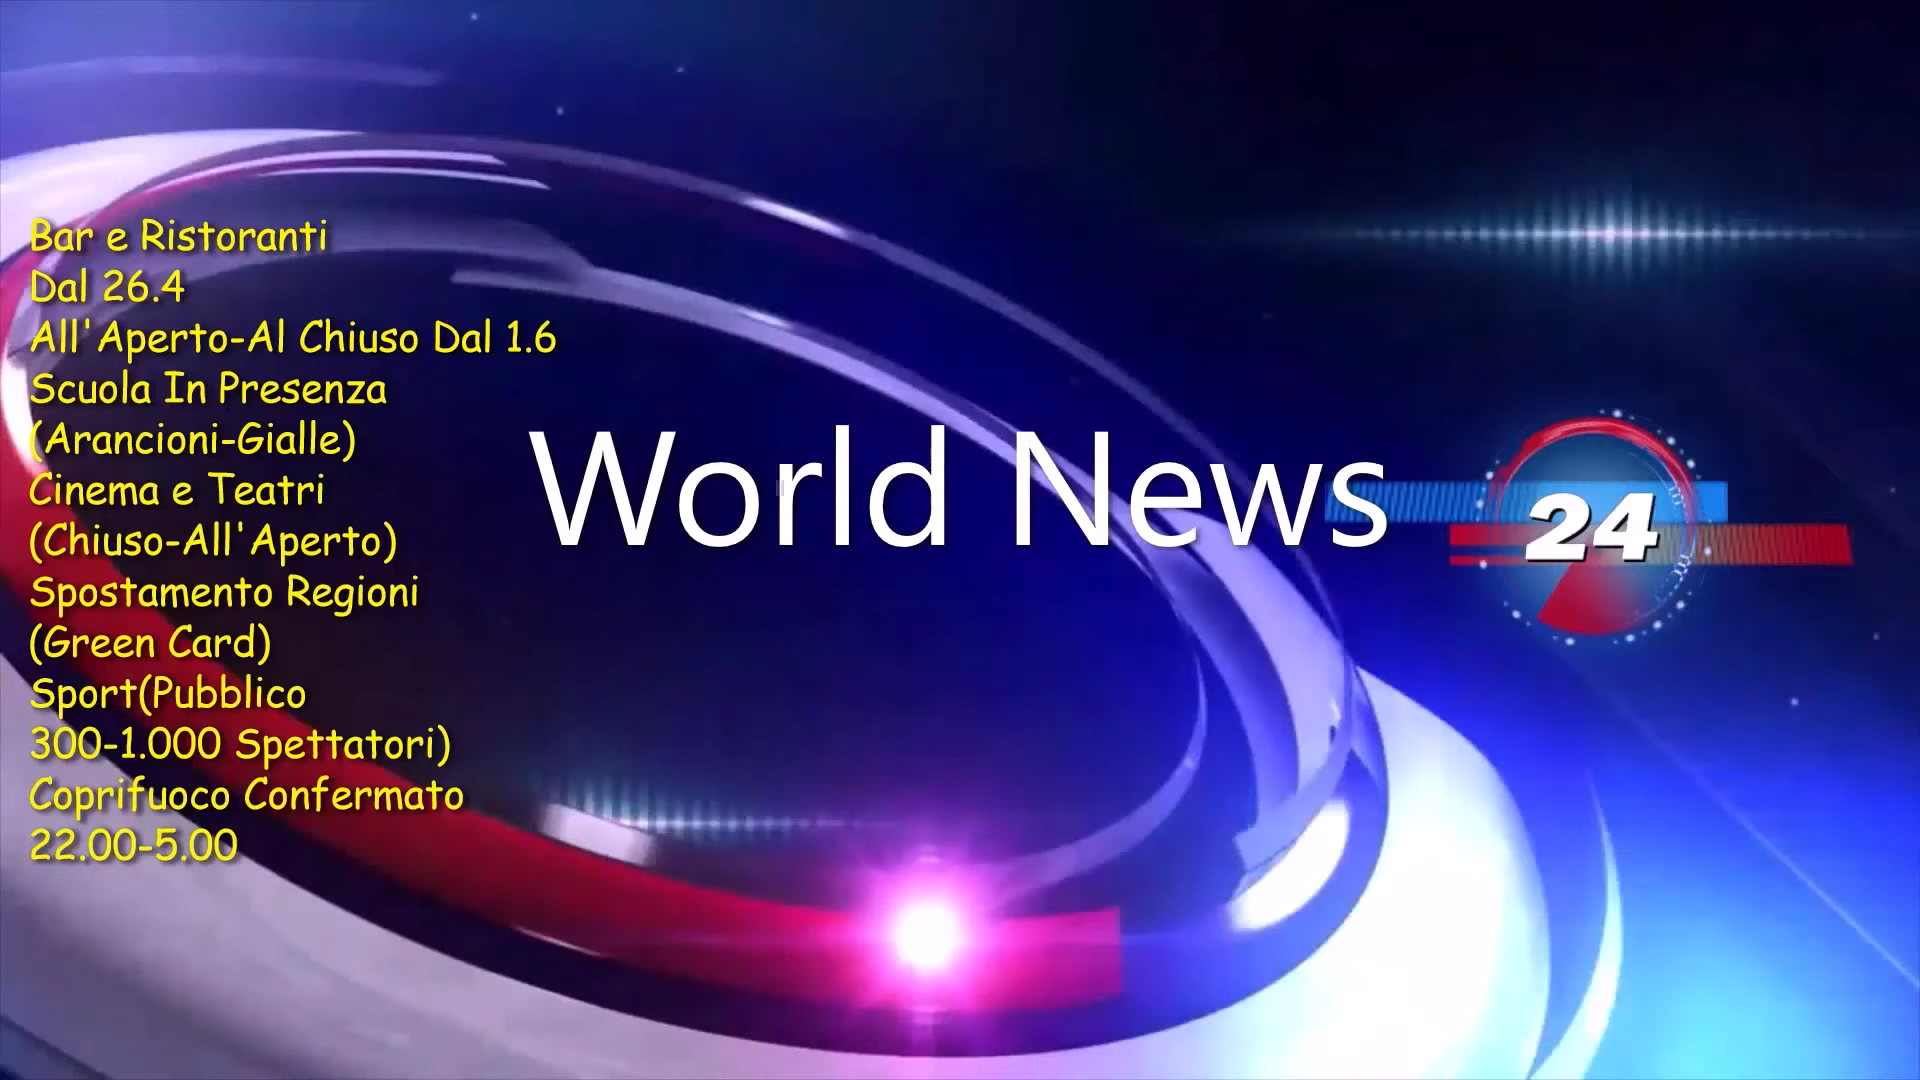 Bar e Ristoranti
Dal 26.4
All'Aperto-Al Chiuso Dal 1.6
Scuola In Presenza
(Arancioni-Gialle)
Cinema e Teatri
(Chiuso-All'Aperto)
Spostamento Regioni
(Green Card)
Sport(Pubblico
300-1.000 Spettatori)
Coprifuoco Confermato
22.00-5.00
World News
24